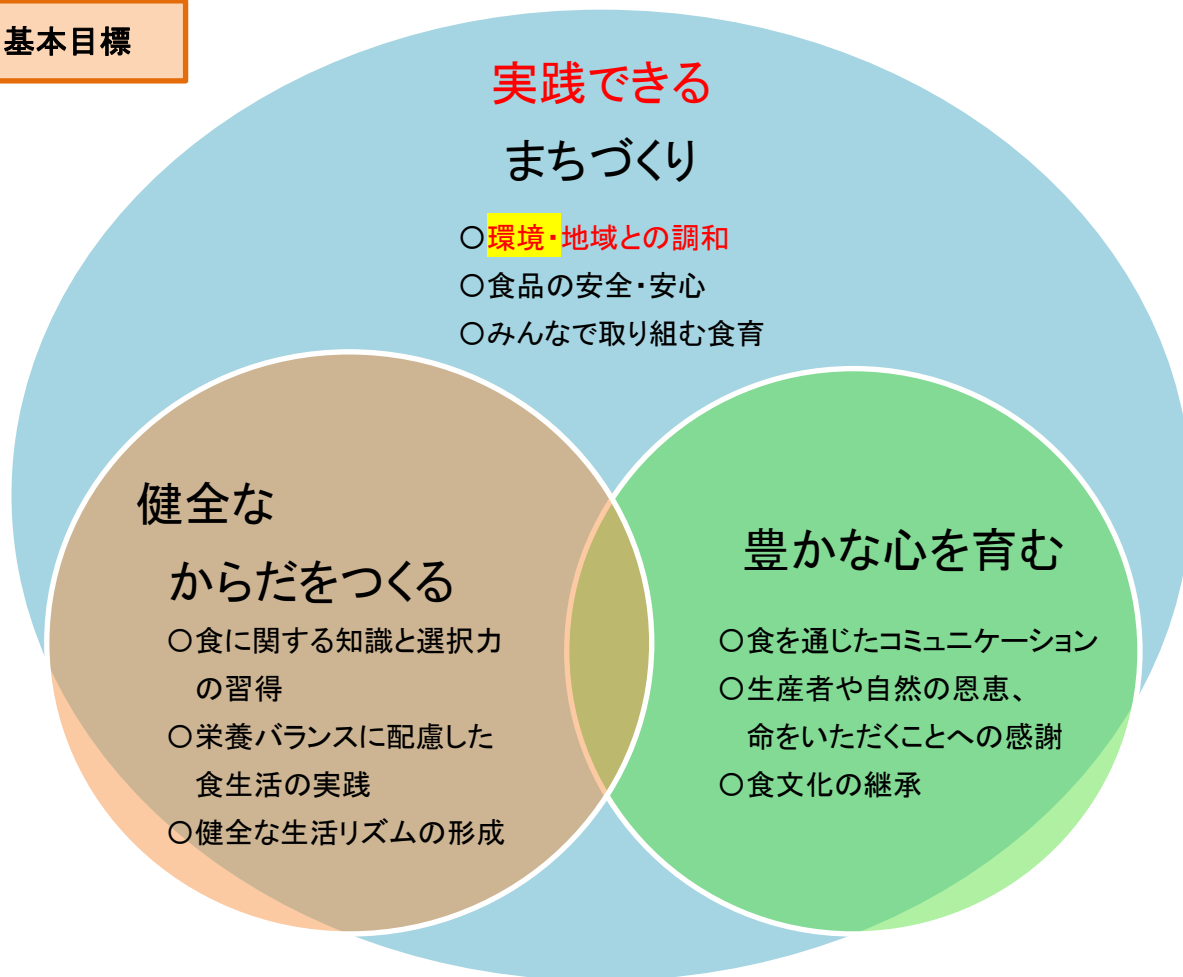 基本目標
実践できる
まちづくり
○環境・地域との調和
○食品の安全・安心
○みんなで取り組む食育
健全な
からだをつくる
○食に関する知識と選択力
の習得
○栄養バランスに配慮した
食生活の実践
○健全な生活リズムの形成
豊かな心を育む
○食を通じたコミュニケーション
○生産者や自然の恩恵、
命をいただくことへの感謝
○食文化の継承